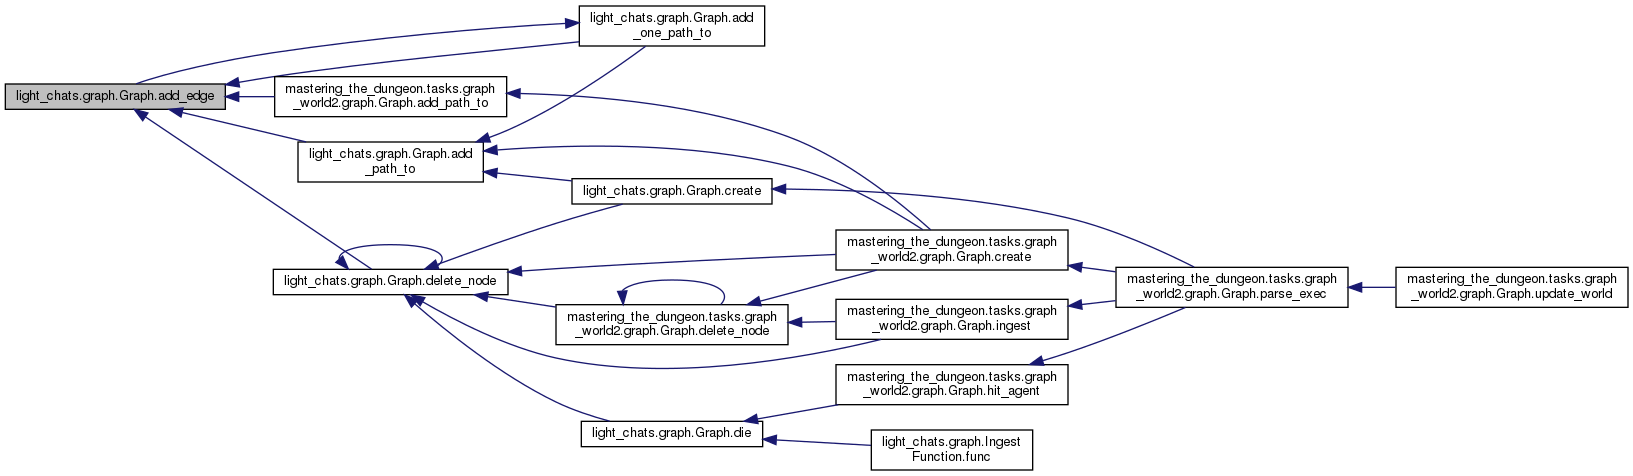 light_chats.graph.Graph.add
_one_path_to
light_chats.graph.Graph.add_edge
mastering_the_dungeon.tasks.graph
_world2.graph.Graph.add_path_to
light_chats.graph.Graph.add
_path_to
light_chats.graph.Graph.create
mastering_the_dungeon.tasks.graph
_world2.graph.Graph.create
light_chats.graph.Graph.delete_node
mastering_the_dungeon.tasks.graph
_world2.graph.Graph.parse_exec
mastering_the_dungeon.tasks.graph
_world2.graph.Graph.update_world
mastering_the_dungeon.tasks.graph
_world2.graph.Graph.delete_node
mastering_the_dungeon.tasks.graph
_world2.graph.Graph.ingest
mastering_the_dungeon.tasks.graph
_world2.graph.Graph.hit_agent
light_chats.graph.Graph.die
light_chats.graph.Ingest
Function.func